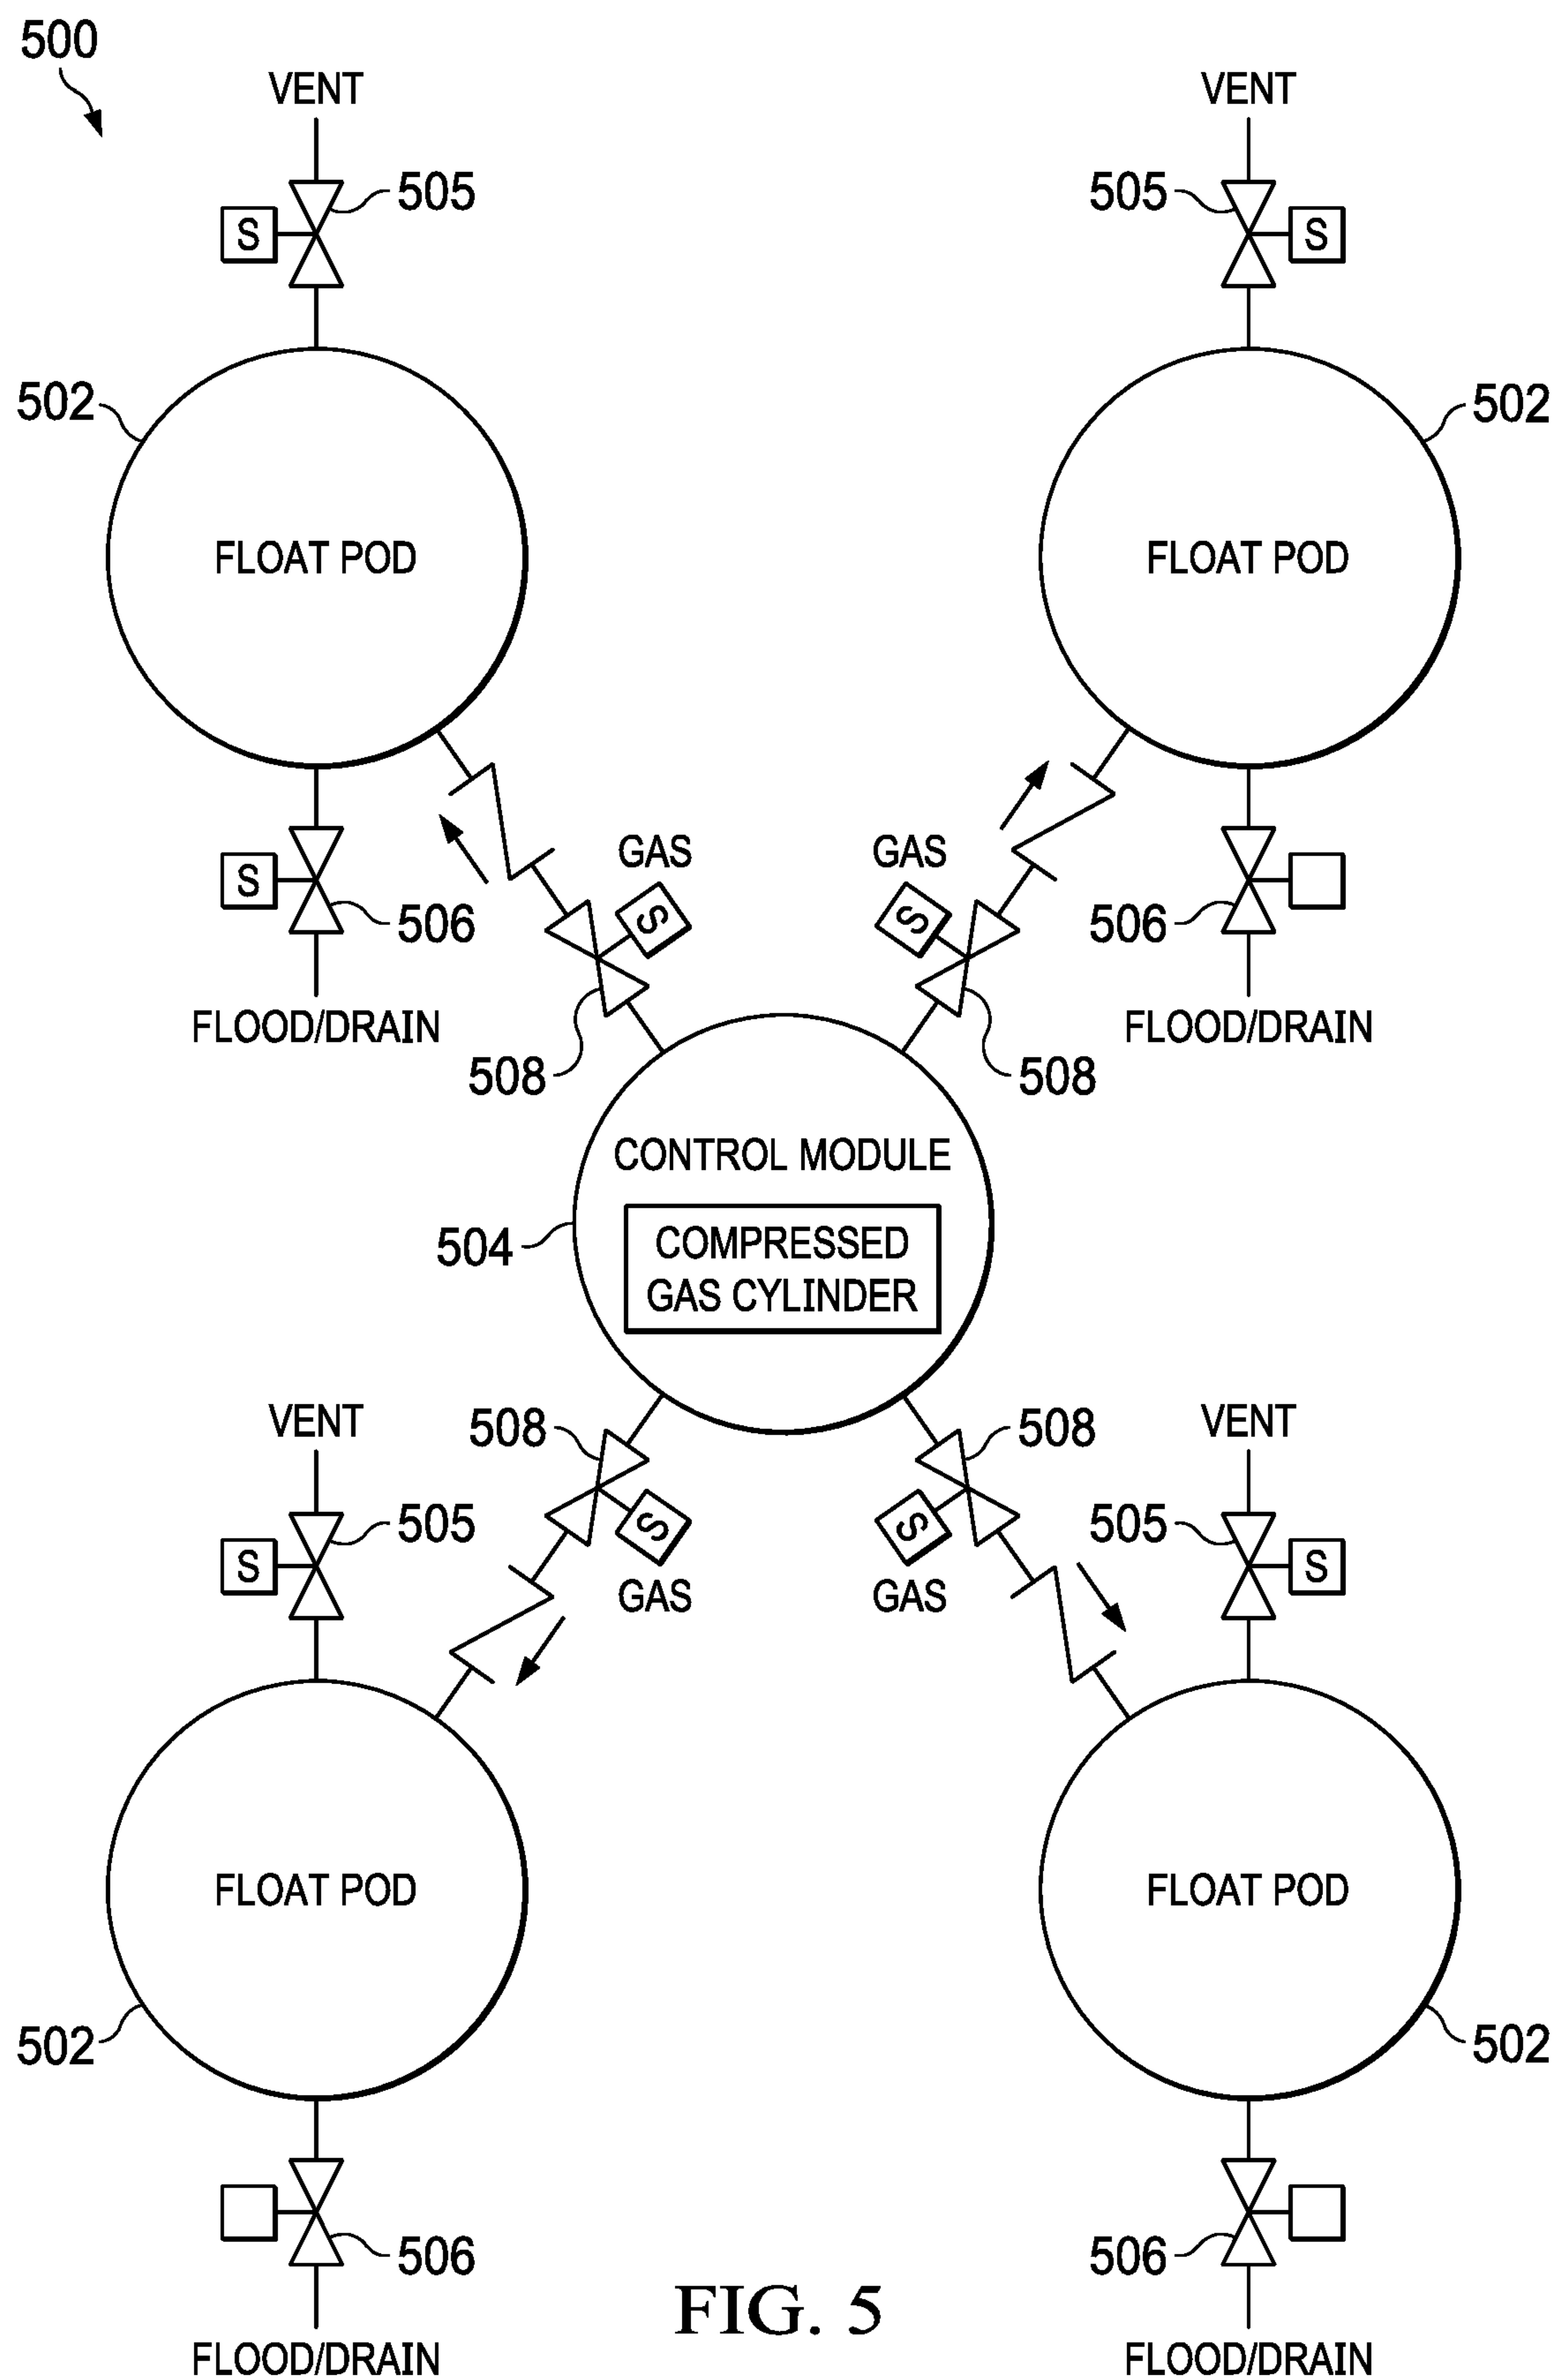 500
VENT
VENT
505
505
S
S
502
502
FLOAT POD
FLOAT POD
GAS
GAS
S
S
S
506
506
FLOOD/DRAIN
FLOOD/DRAIN
508
508
CONTROL MODULE
504
COMPRESSED
GAS CYLINDER
VENT
508
508
VENT
505
505
S
S
S
S
GAS
GAS
FLOAT POD
FLOAT POD
502
502
506
506
FIG. 5
FLOOD/DRAIN
FLOOD/DRAIN